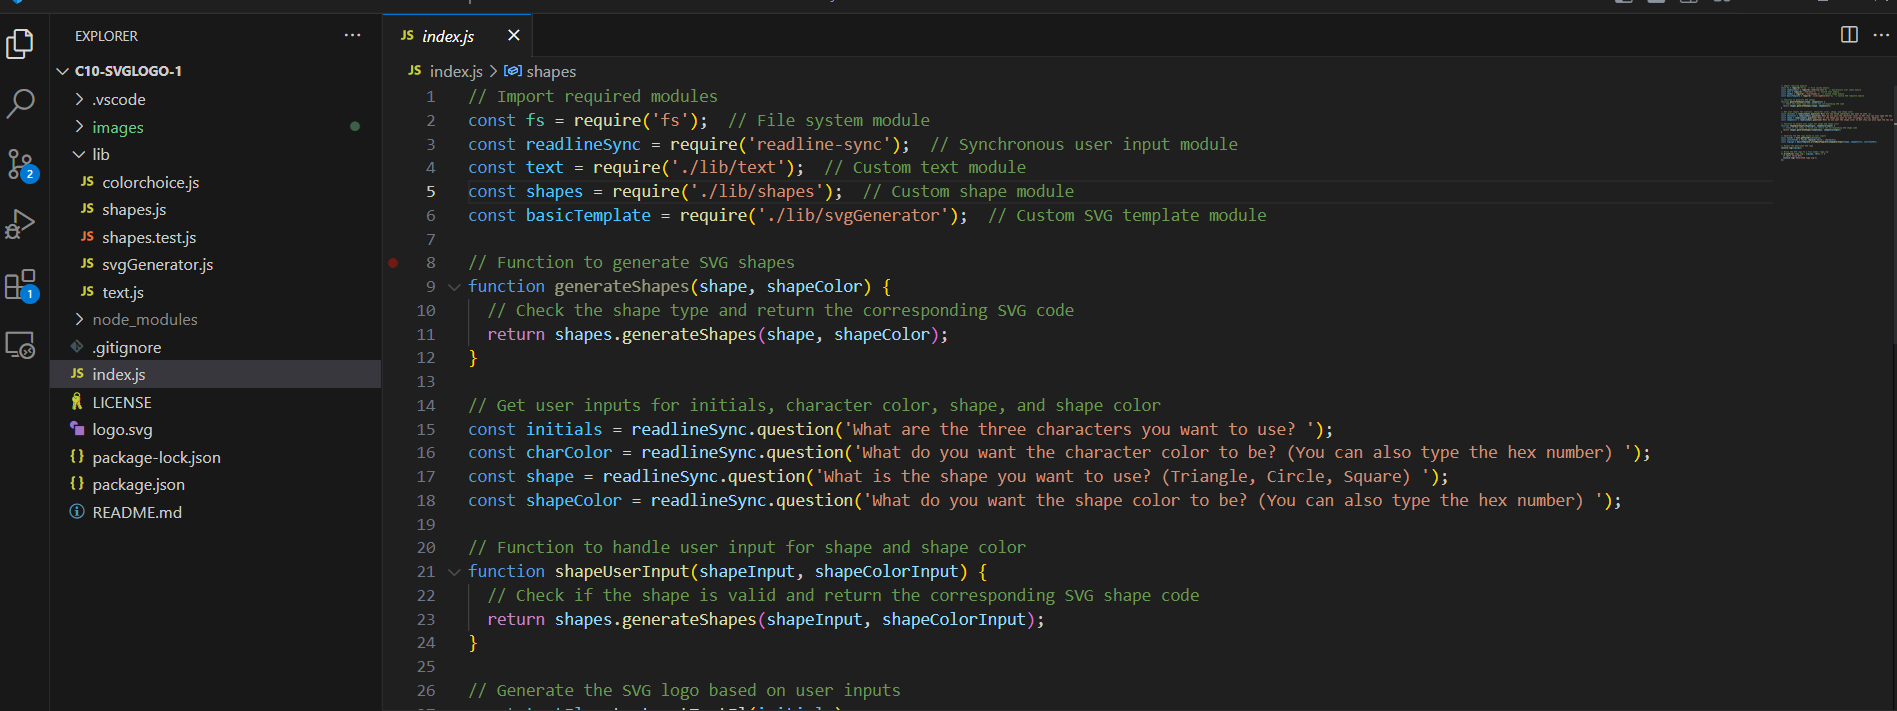 EXPLORER
C10-SVGLOGO-1
.vscode
images
lib
JS colorchoice.js
JS shapes.js
JS shapes.test.js
JS svgGenerator.js
JS text.js
node_modules
.gitignore
JS index.js
LICENSE
logo.svg
{} package-lock.json
{} package.json
README.md
2
1
JS index.js
JS index.js > shapes
1 // Import required modules
2 const fs = require('fs');  // File system module
3 const readlineSync = require('readline-sync');  // Synchronous user input module
4 const text = require('./lib/text');  // Custom text module
5 const shapes = require('./lib/shapes');  // Custom shape module
6 const basicTemplate = require('./lib/svgGenerator');  // Custom SVG template module
7
8 // Function to generate SVG shapes
9 function generateShapes(shape, shapeColor) {
10   // Check the shape type and return the corresponding SVG code
11   return shapes.generateShapes(shape, shapeColor);
12 }
13
14 // Get user inputs for initials, character color, shape, and shape color
15 const initials = readlineSync.question('What are the three characters you want to use? ');
16 const charColor = readlineSync.question('What do you want the character color to be? (You can also type the hex number) ');
17 const shape = readlineSync.question('What is the shape you want to use? (Triangle, Circle, Square) ');
18 const shapeColor = readlineSync.question('What do you want the shape color to be? (You can also type the hex number) ');
19
20 // Function to handle user input for shape and shape color
21 function shapeUserInput(shapeInput, shapeColorInput) {
22   // Check if the shape is valid and return the corresponding SVG shape code
23   return shapes.generateShapes(shapeInput, shapeColorInput);
24 }
25
26 // Generate the SVG logo based on user inputs